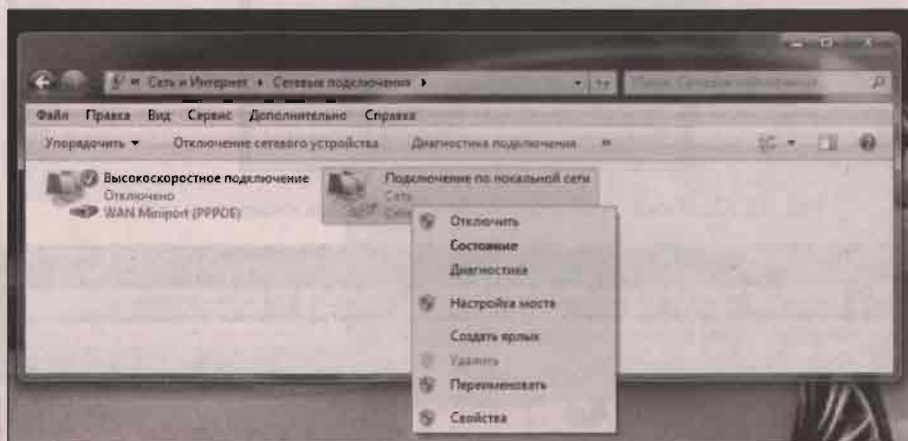 « Сеть и Интернет ▸ Сетевые подключения ▸
Файл Правка Вид Сервис Дополнительно Справка
Упорядочить ▾ Отключение сетевого устройства Диагностика подключения »
Высокоскоростное подключение
Отключено
WAN Miniport (PPPOE)
Подключение по локальной сети
Сеть
Отключить
Состояние
Диагностика
Настройка моста
Создать ярлык
Удалить
Переименовать
Свойства